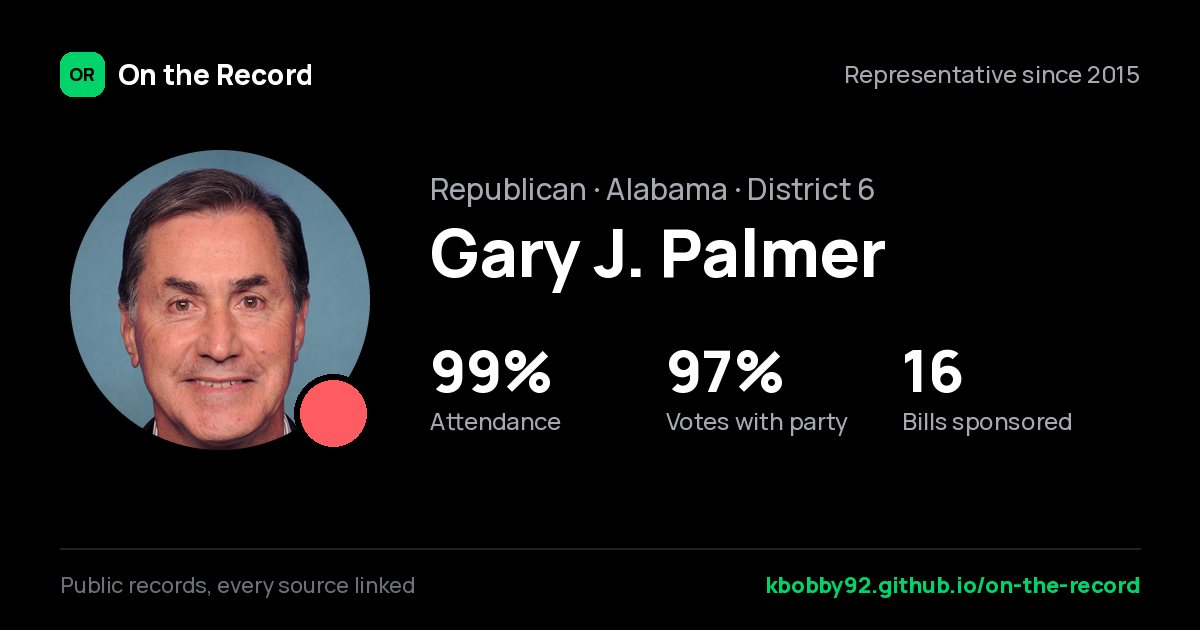 OR On the Record
Representative since 2015
Republican · Alabama · District 6
Gary J. Palmer
99% 97% 16
Attendance Votes with party Bills sponsored
Public records, every source linked
kbobby92.github.io/on-the-record